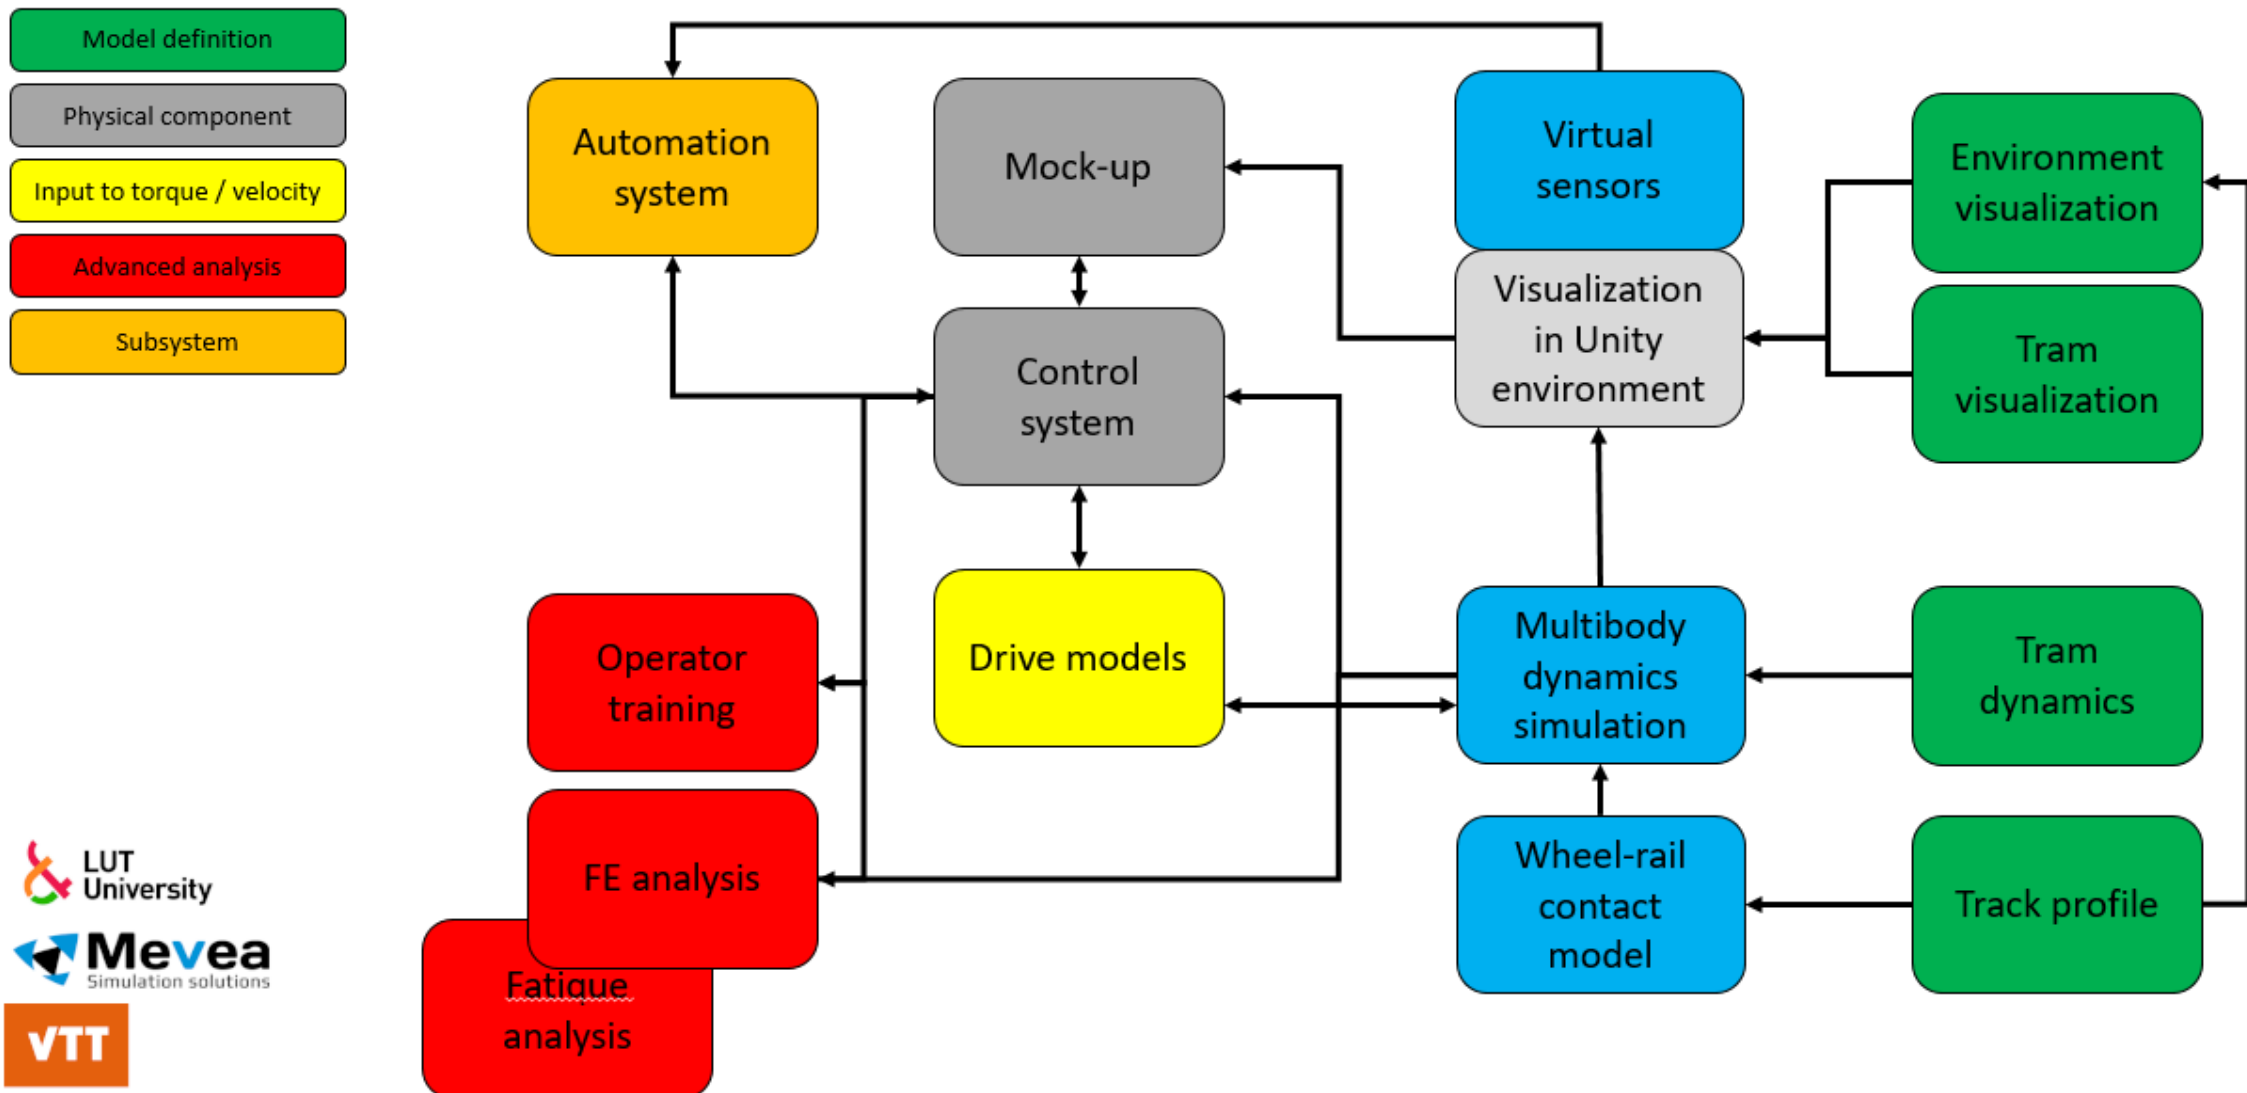 Model definition
Physical component
Input to torque / velocity
Advanced analysis
Subsystem
Automation
system
Mock-up
Virtual
sensors
Environment
visualization
Visualization
in Unity
environment
Tram
visualization
Control
system
Operator
training
Drive models
Multibody
dynamics
simulation
Tram
dynamics
FE analysis
Wheel-rail
contact
model
Track profile
Fatique
analysis
LUT
University
Mevea
Simulation solutions
VTT